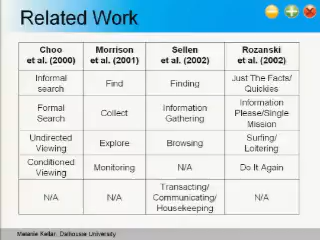 Related Work
Choo
et al. (2000)
Morrison
et al. (2001)
Sellen
et al. (2002)
Rozanski
et al. (2002)
Informal
search
Find
Finding
Just The Facts/
Quickies
Formal
Search
Collect
Information
Gathering
Information
Please/Single
Mission
Undirected
Viewing
Explore
Browsing
Surfing/
Loitering
Conditioned
Viewing
Monitoring
N/A
Do It Again
N/A
N/A
Transacting/
Communicating/
Housekeeping
N/A
Melanie Kellar, Dalhousie University